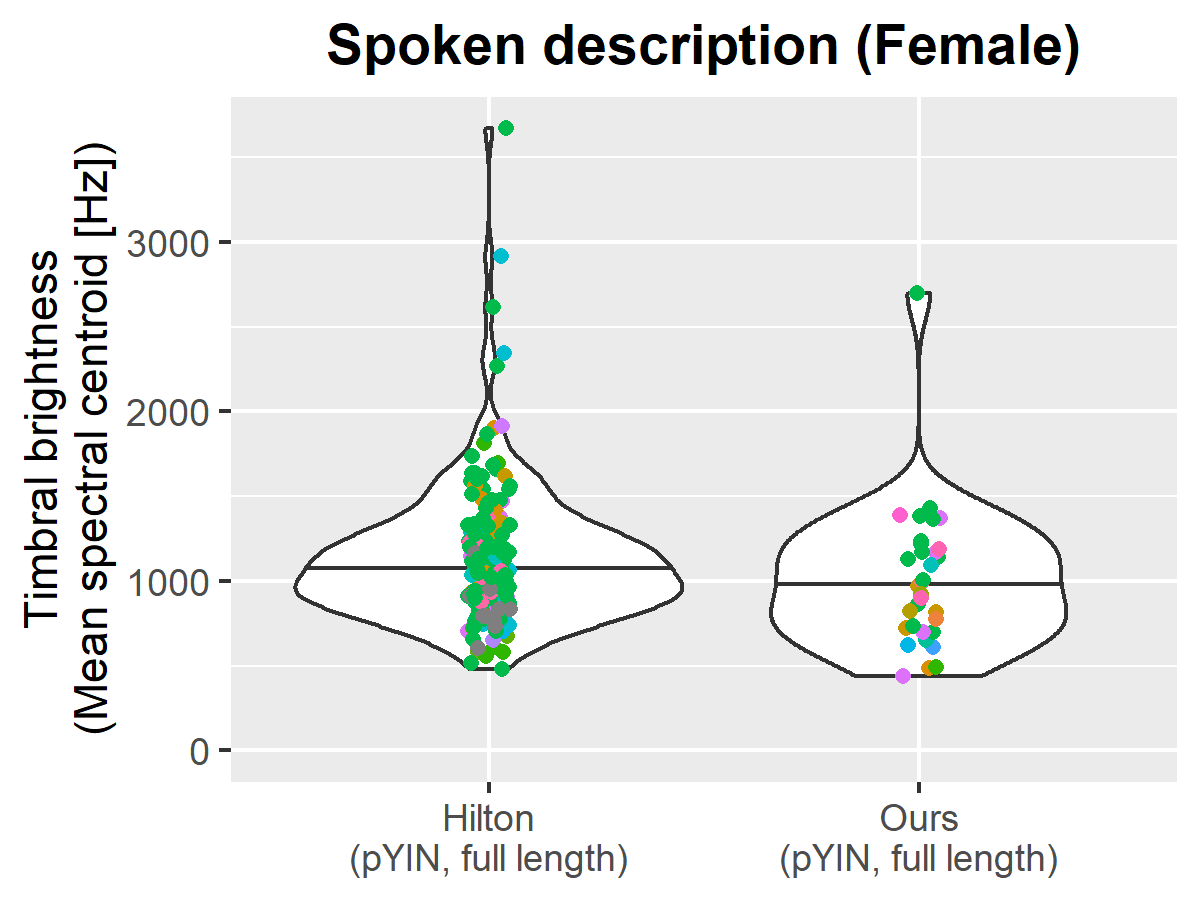 Spoken description (Female)
Timbral brightness
(Mean spectral centroid [Hz])
3000
2000
1000
0
Hilton
(pYIN, full length)
Ours
(pYIN, full length)